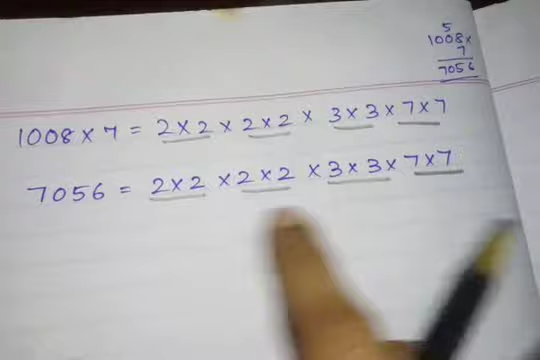 5
1008×
7
7056
1008 × 7 = 2 × 2 × 2 × 2 × 3 × 3 × 7 × 7
7056 = 2 × 2 × 2 × 2 × 3 × 3 × 7 × 7